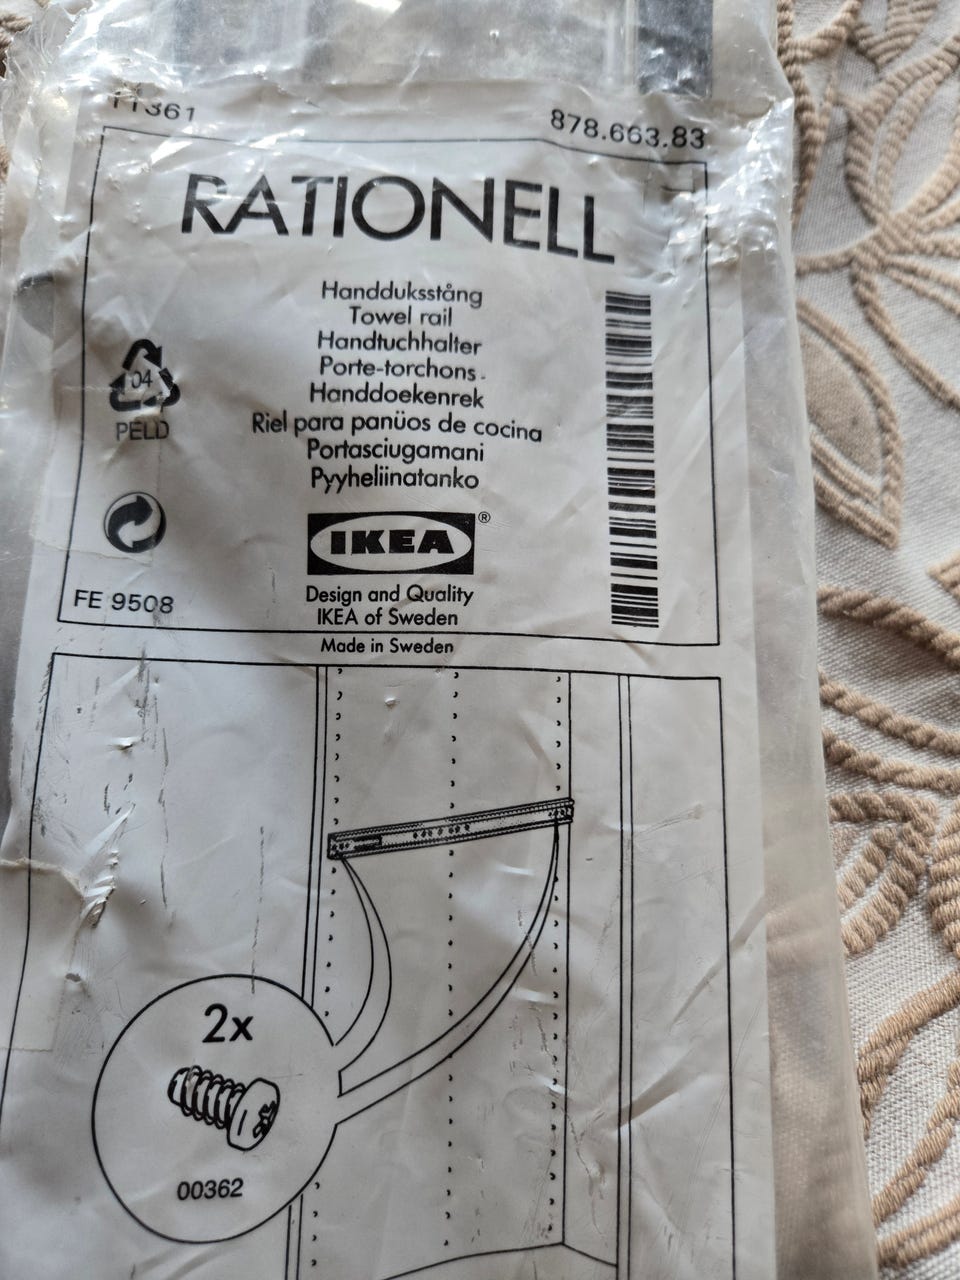 11361
878.663.83
RATIONELL
Handduksstång
Towel rail
Handtuchhalter
Porte-torchons
Handdoekenrek
Riel para panüos de cocina
Portasciugamani
Pyyheliinatanko
04
PELD
IKEA®
Design and Quality
IKEA of Sweden
FE 9508
Made in Sweden
2x
00362